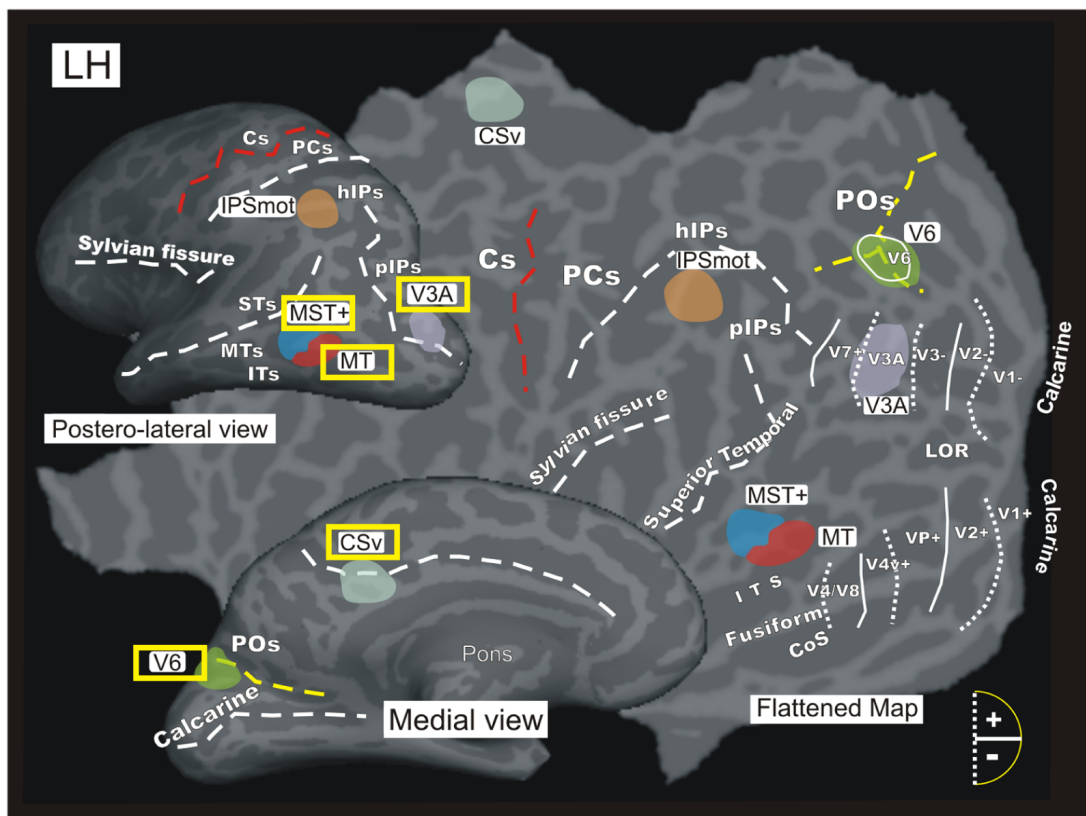 LH
CSv
Cs
PCs
hIPs
IPSmot
Sylvian fissure
pIPs
V3A
STs
MST+
MTs
MT
ITs
Postero-lateral view
CSv
V6
POs
Calcarine
Pons
Medial view
Cs
PCs
hIPs
IPSmot
pIPs
POs
V6
V6
V7+
V3A
V3-
V2-
V1-
V3A
Calcarine
LOR
Sylvian fissure
Superior Temporal
MST+
MT
ITS
V4/V8
V4v+
VP+
V2+
V1+
Calcarine
Fusiform
CoS
Flattened Map
+
-